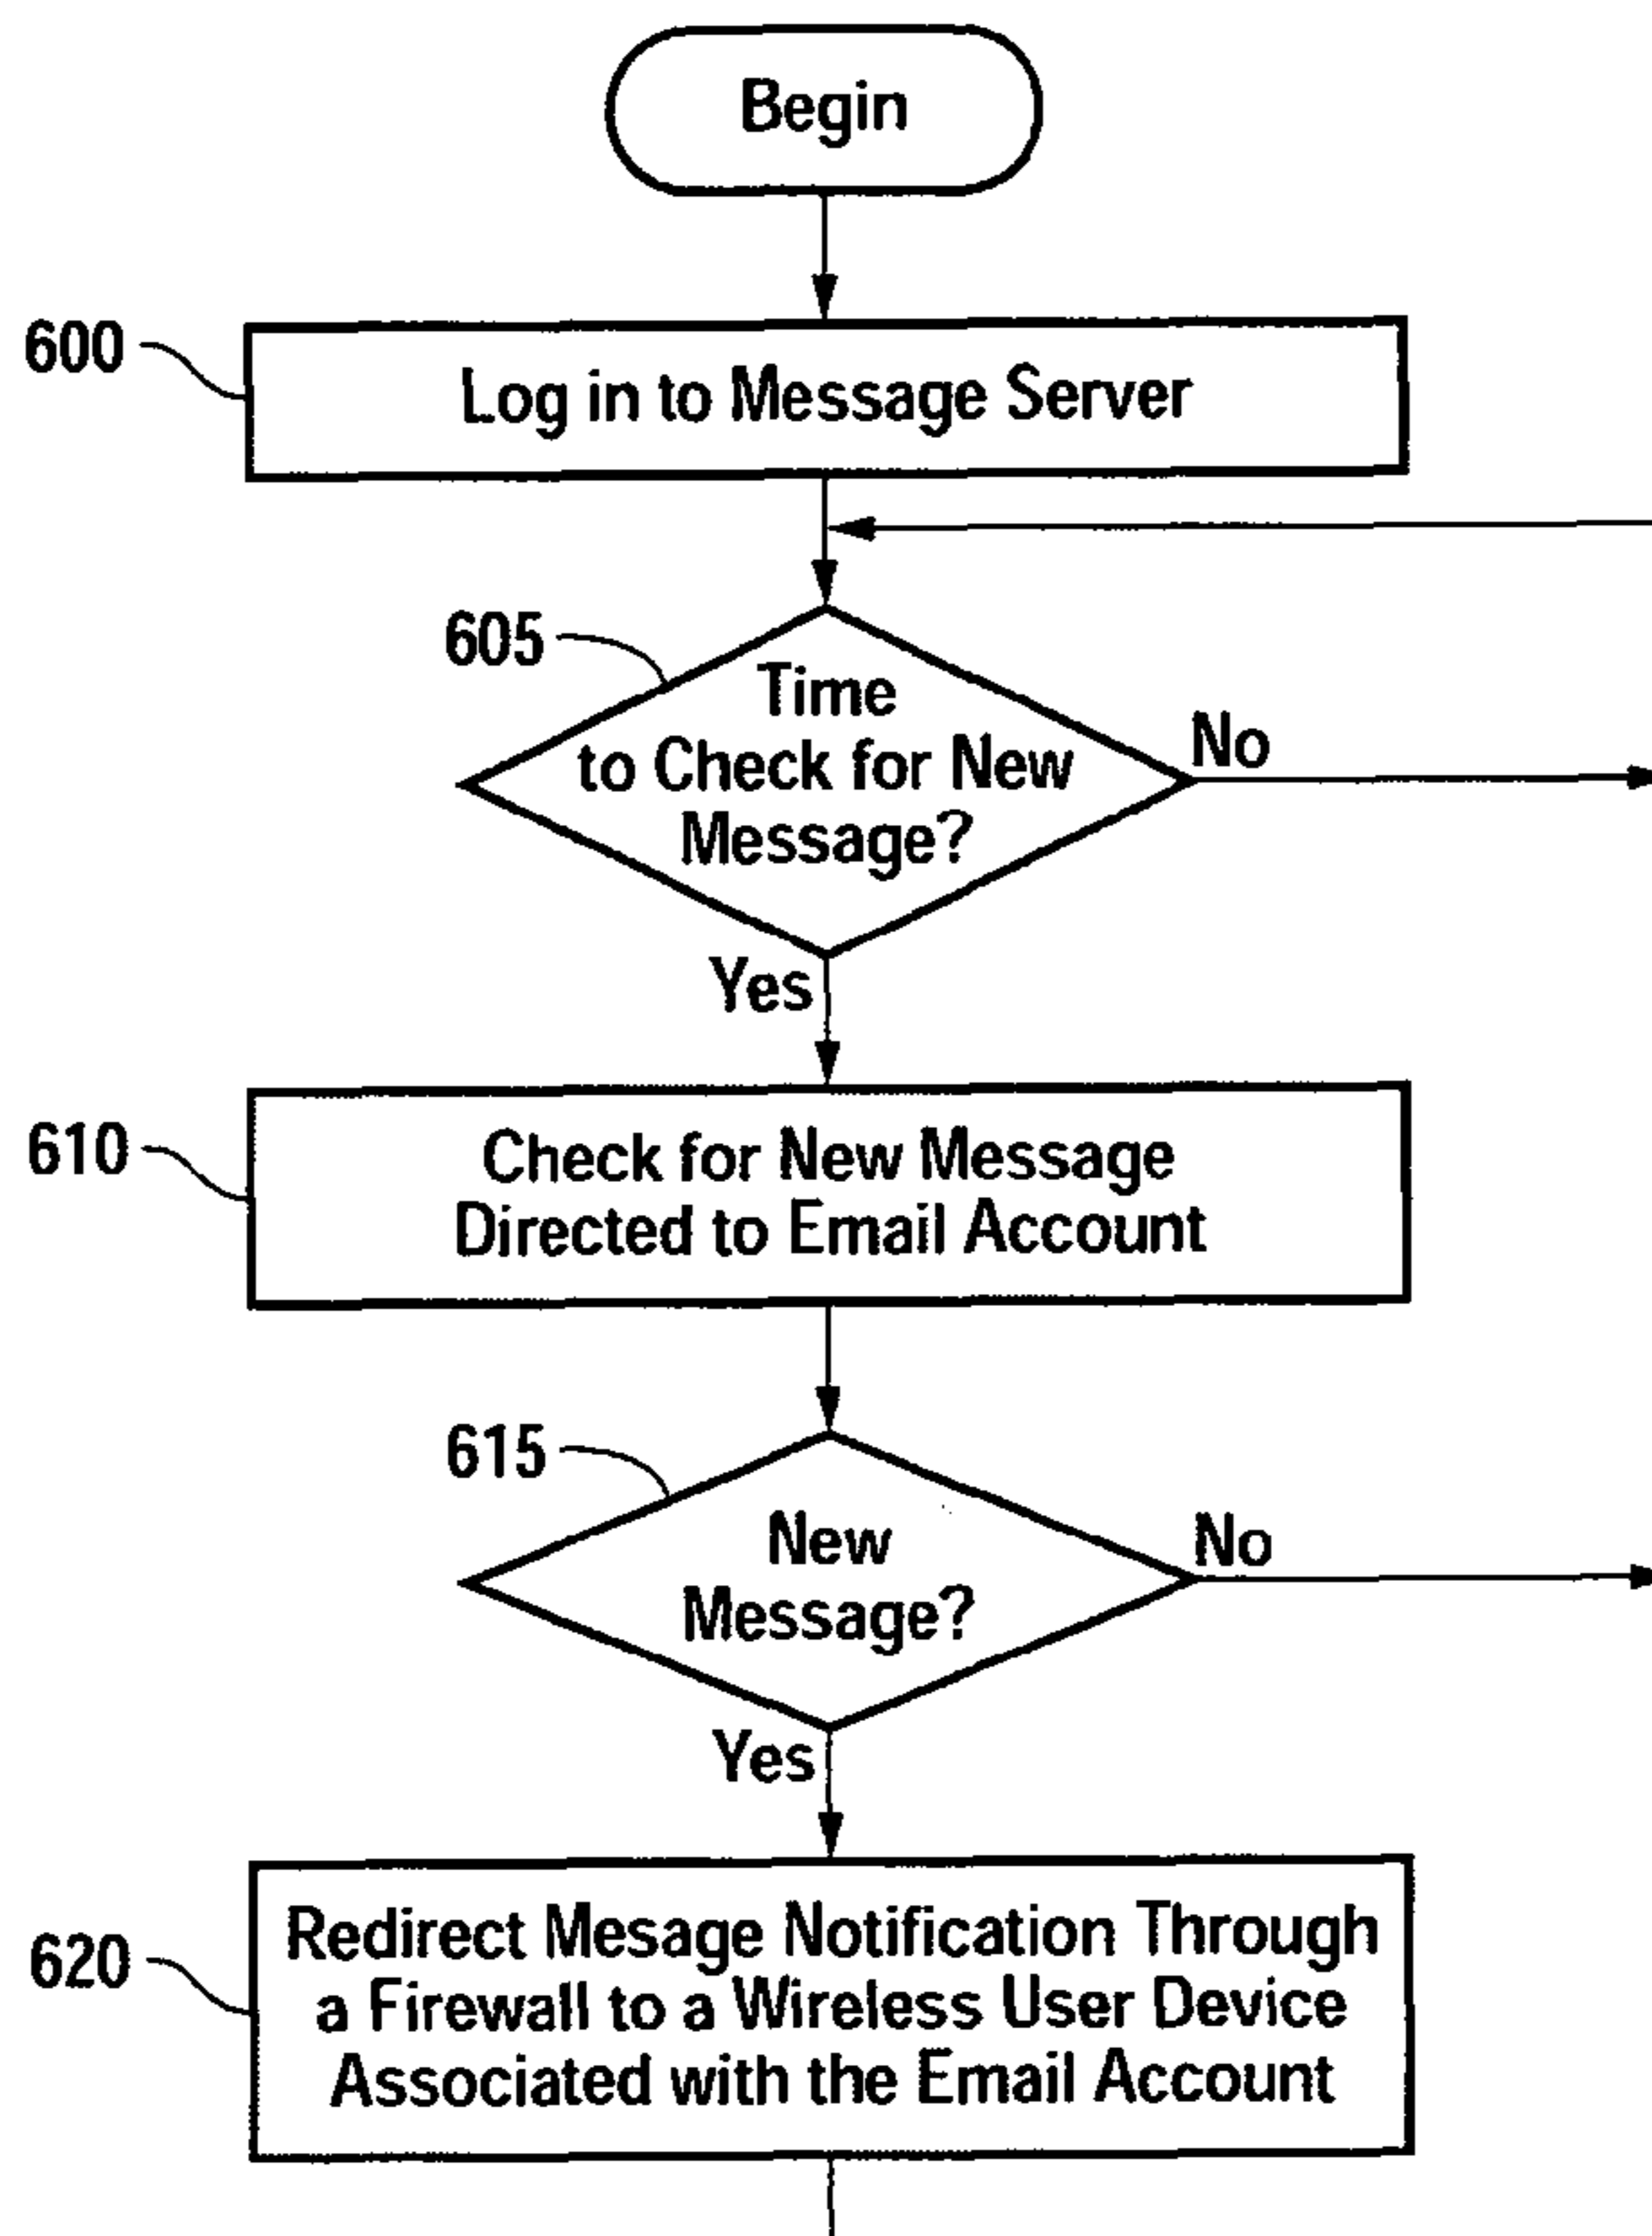 Begin
600
Log in to Message Server
605
Time
to Check for New
Message?
No
Yes
610
Check for New Message
Directed to Email Account
615
New
Message?
No
Yes
620
Redirect Mesage Notification Through
a Firewall to a Wireless User Device
Associated with the Email Account